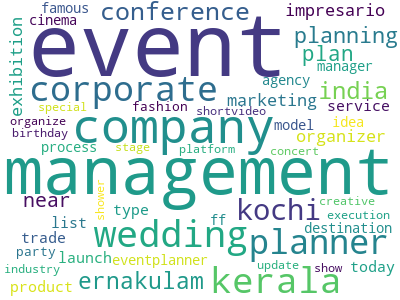 famous
cinema
conference
impresario
exhibition
event
planning
plan
corporate
agency
manager
india
marketing
service
special
fashion
shortvideo
organize
birthday
company
model
idea
organizer
process
stage
platform
concert
management
near
shower
kochi
creative
list
type
wedding
ff
execution
destination
trade
planner
party
launch
eventplanner
update
show
today
industry
product
ernakulam
kerala